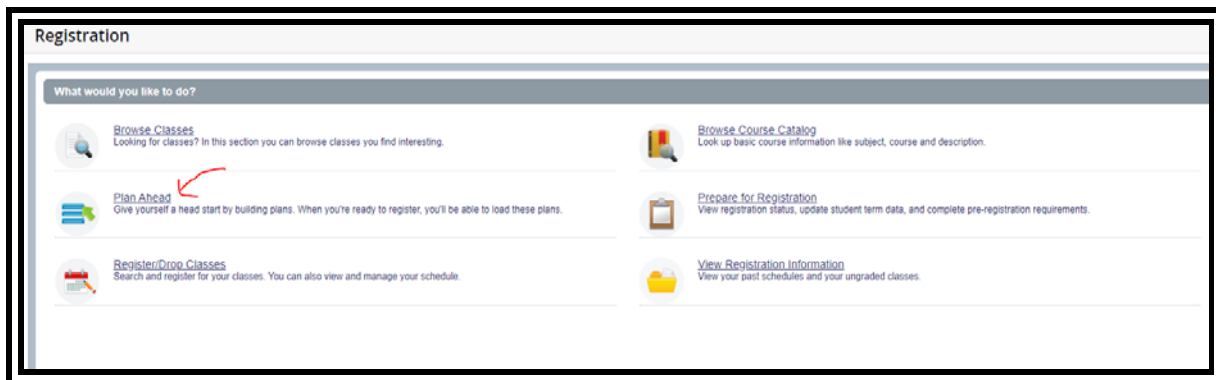 Registration
What would you like to do?
Browse Classes
Looking for classes? In this section you can browse classes you find interesting.
Browse Course Catalog
Look up basic course information like subject, course and description.
Plan Ahead
Give yourself a head start by building plans. When you're ready to register, you'll be able to load these plans.
Prepare for Registration
View registration status, update student term data, and complete pre-registration requirements.
Register/Drop Classes
Search and register for your classes. You can also view and manage your schedule.
View Registration Information
View your past schedules and your ungraded classes.